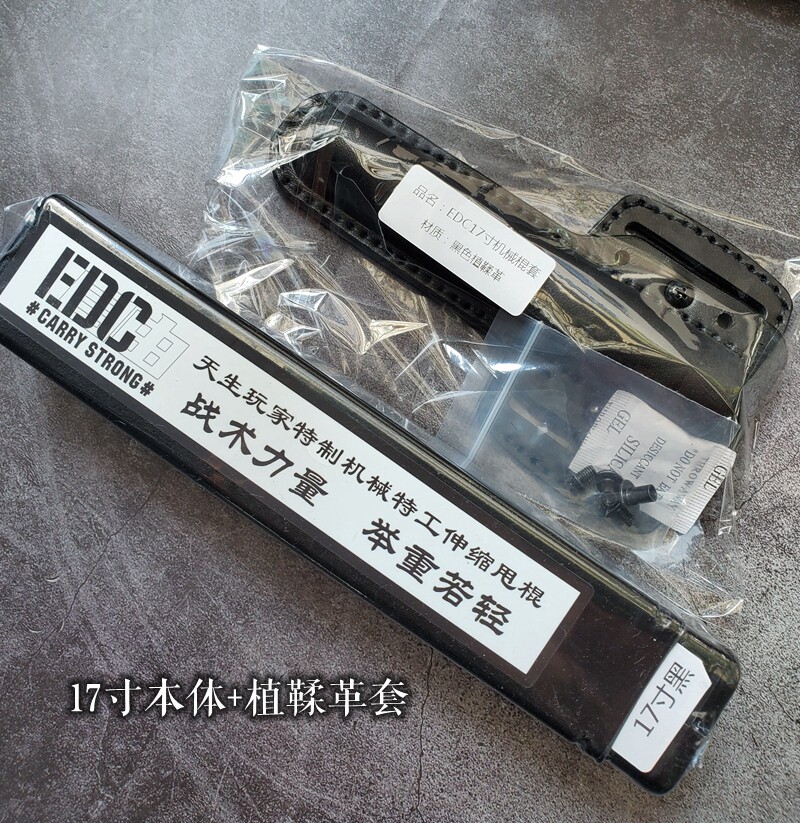 品名：EDC17寸机械棍套
材质：黑色植鞣革
EDC
#CARRY STRONG#
天生玩家特制机械特工伸缩甩棍
战术力量 举重若轻
GEL
SILICA
DESICCANT
DO NOT
GEL
17寸黑
17寸本体+植鞣革套